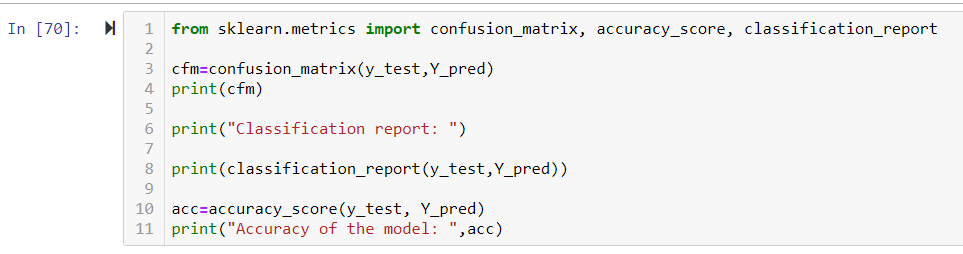 In [70]:
1 from sklearn.metrics import confusion_matrix, accuracy_score, classification_report
2
3 cfm=confusion_matrix(y_test,Y_pred)
4 print(cfm)
5
6 print("Classification report: ")
7
8 print(classification_report(y_test,Y_pred))
9
10 acc=accuracy_score(y_test, Y_pred)
11 print("Accuracy of the model: ",acc)